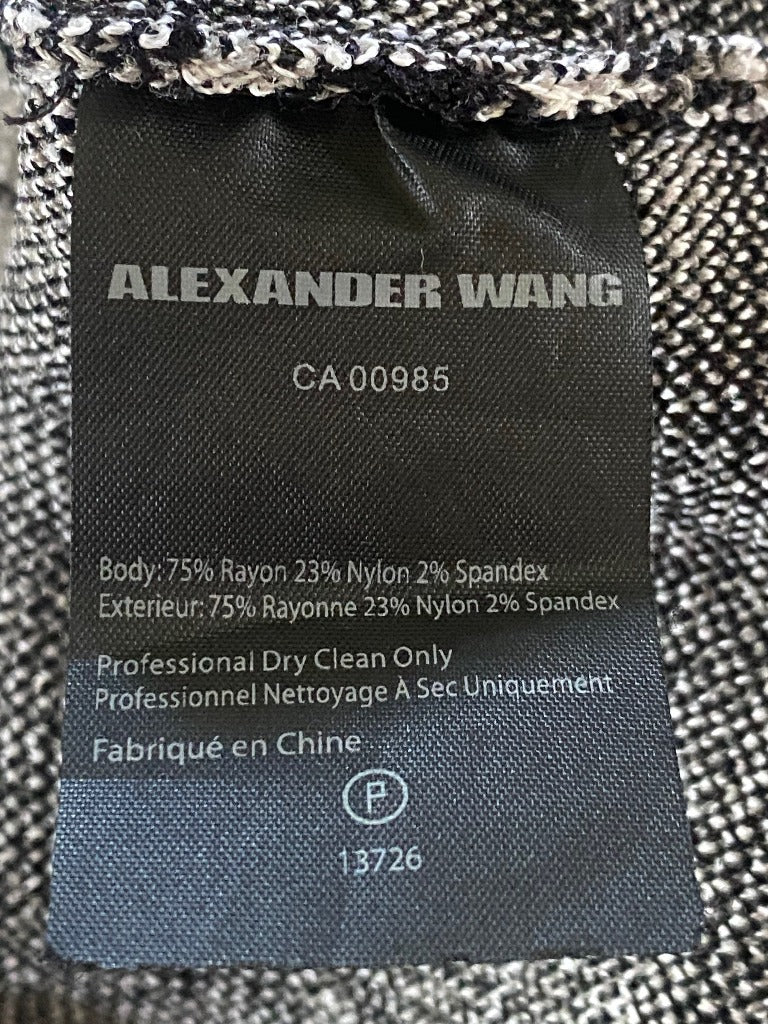 ALEXANDER WANG
CA 00985
Body: 75% Rayon 23% Nylon 2% Spandex
Exterieur: 75% Rayonne 23% Nylon 2% Spandex
Professional Dry Clean Only
Professionnel Nettoyage À Sec Uniquement
Fabriqué en Chine
P
13726